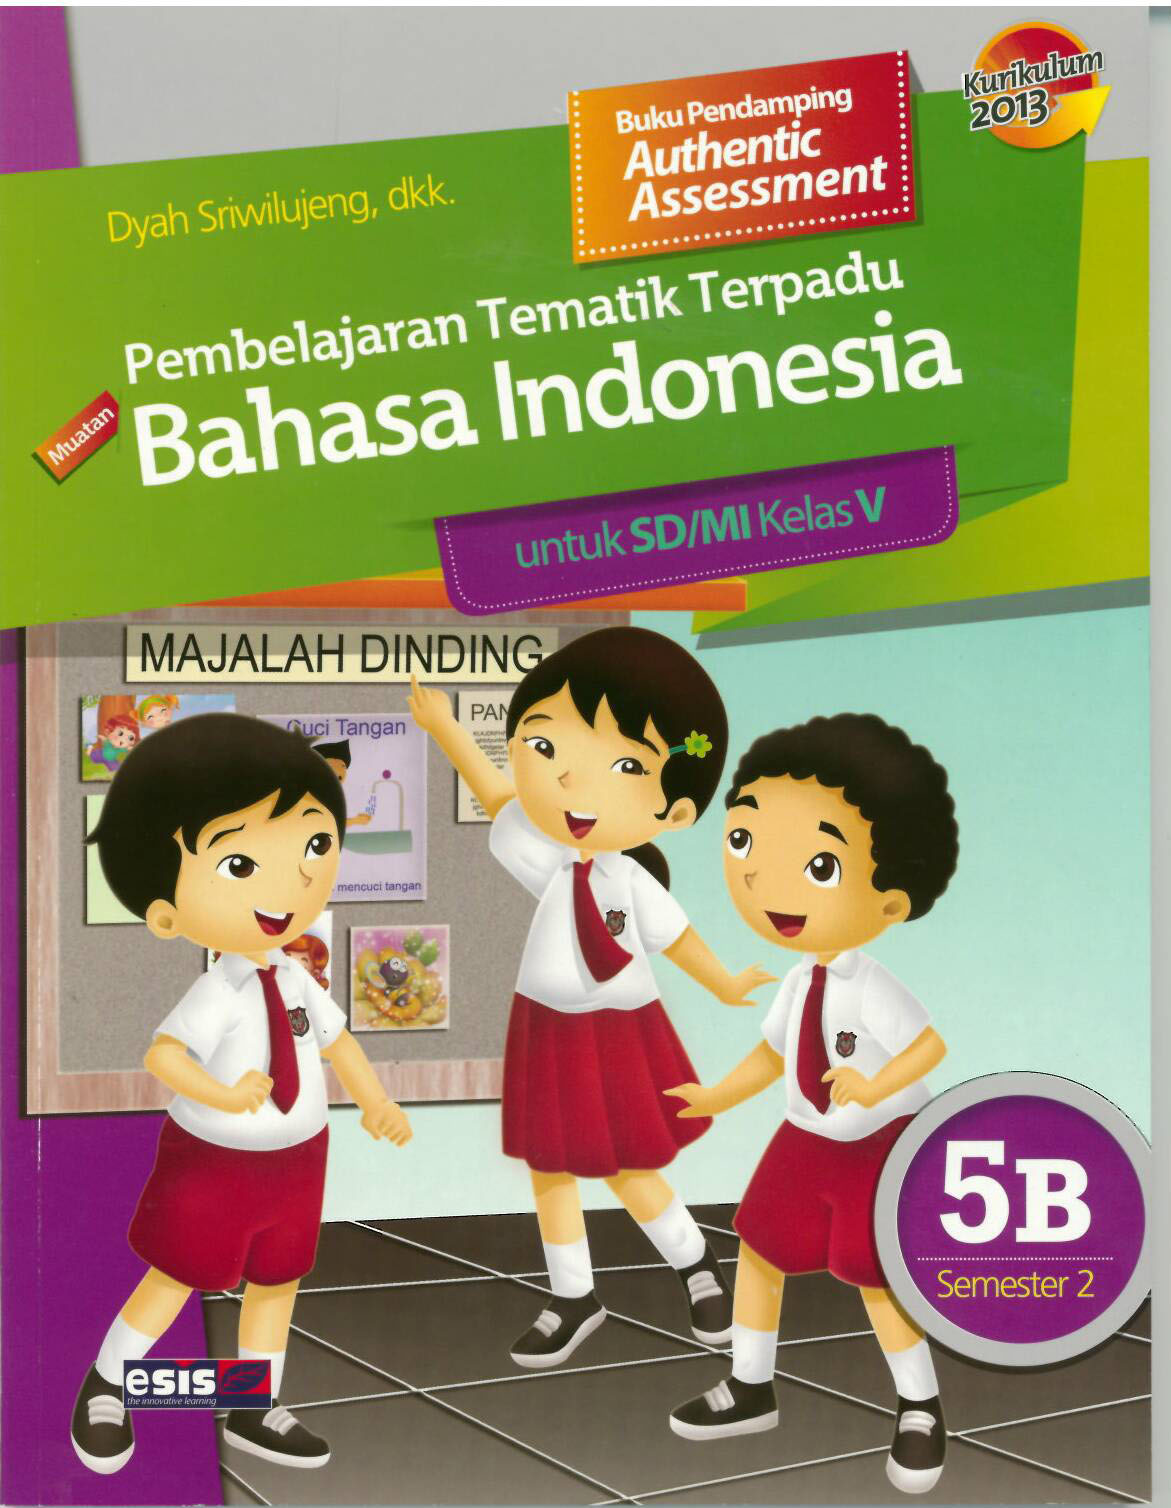 Kurikulum
2013
Buku Pendamping
Authentic
Assessment
Dyah Sriwilujeng, dkk.
Pembelajaran Tematik Terpadu
Muatan
Bahasa Indonesia
untuk SD/MI Kelas V
MAJALAH DINDING
Cuci Tangan
PAN
mencuci tangan
5B
Semester 2
esis
the innovative learning